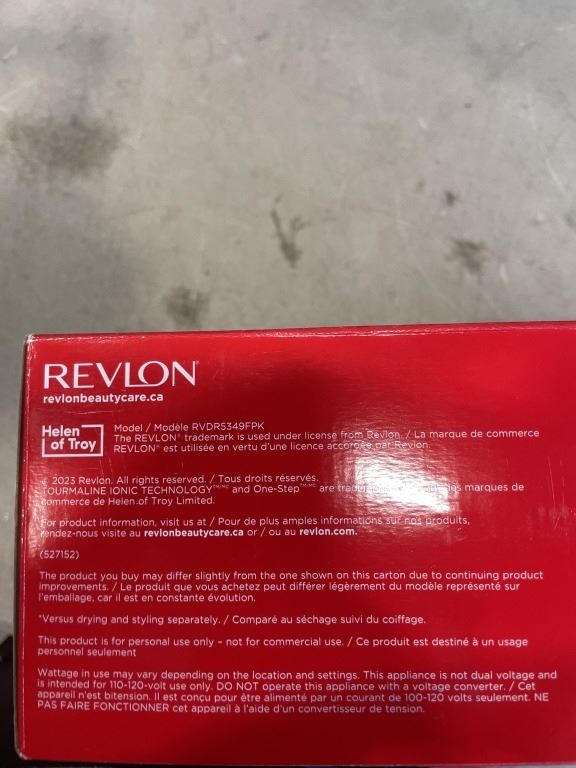 REVLON®
revlonbeautycare.ca
Helen of Troy
Model / Modèle RVDR5349FPK
The REVLON® trademark is used under license from Revlon. / La marque de commerce
REVLON® est utilisée en vertu d'une licence accordée par Revlon.
© 2023 Revlon. All rights reserved. / Tous droits réservés.
TOURMALINE IONIC TECHNOLOGY™/MC and One-Step™/MC are des marques de
commerce de Helen of Troy Limited.
For product information, visit us at / Pour de plus amples informations sur nos produits,
rendez-nous visite au revlonbeautycare.ca or / ou au revlon.com.
(527152)
The product you buy may differ slightly from the one shown on this carton due to continuing product
improvements. / Le produit que vous achetez peut différer légèrement du modèle représenté sur
l'emballage, car il est en constante évolution.
*Versus drying and styling separately. / Comparé au séchage suivi du coiffage.
This product is for personal use only – not for commercial use. / Ce produit est destiné à un usage
personnel seulement
Wattage in use may vary depending on the location and settings. This appliance is not dual voltage and
is intended for 110-120-volt use only. DO NOT operate this appliance with a voltage converter. / Cet
appareil n'est bitension. Il est conçu pour être alimenté par un courant de 100-120 volts seulement. NE
PAS FAIRE FONCTIONNER cet appareil à l'aide d'un convertisseur de tension.